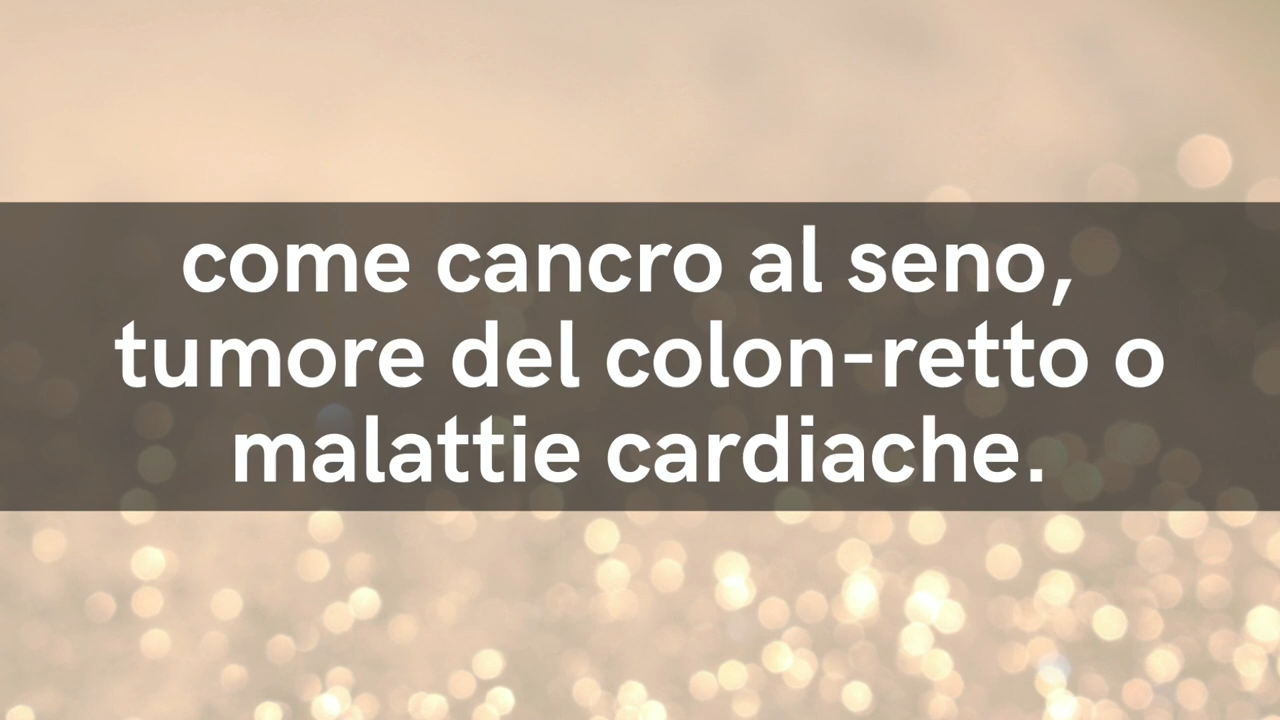 come cancro al seno,
tumore del colon-retto o
malattie cardiache.